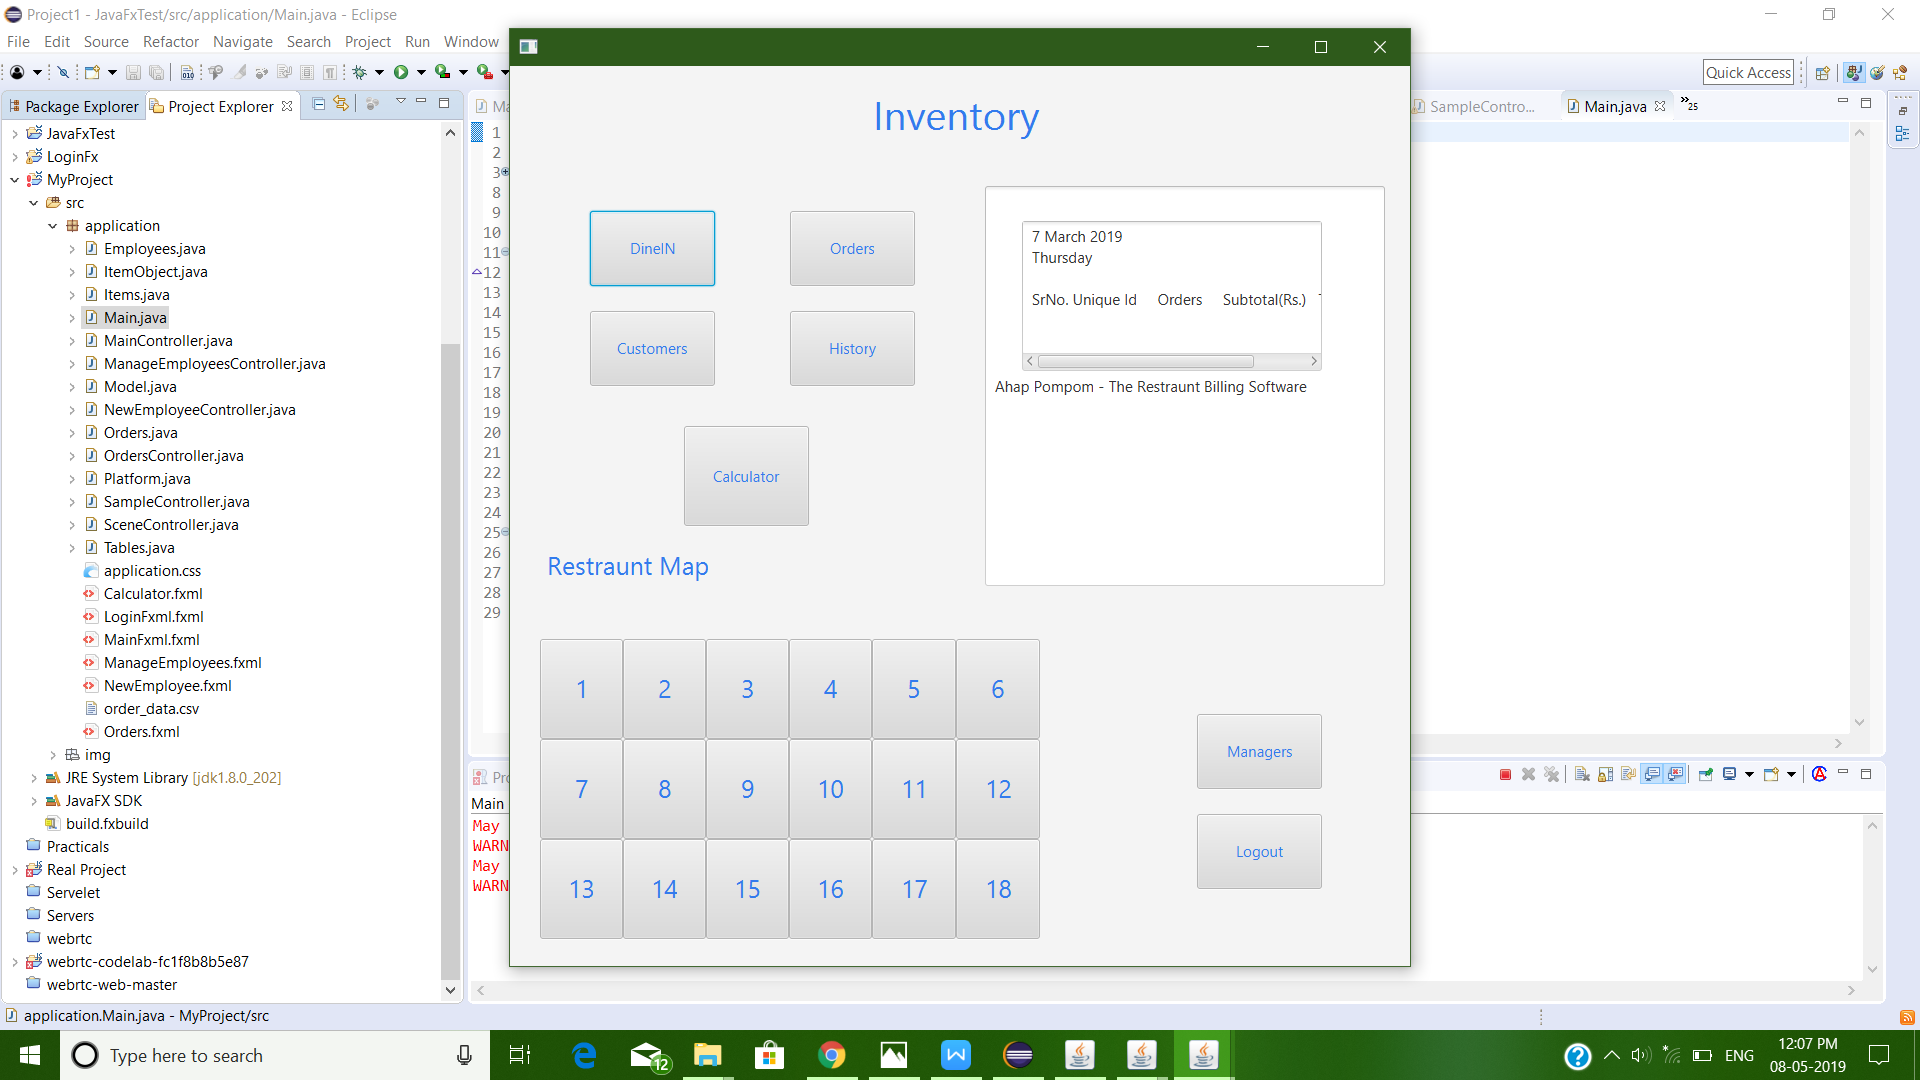 Project1 - JavaFxTest/src/application/Main.java - Eclipse
File Edit Source Refactor Navigate Search Project Run Window
Quick Access
Package Explorer
Project Explorer
SampleContro...
Main.java
25
JavaFxTest
LoginFx
MyProject
src
application
Employees.java
ItemObject.java
Items.java
Main.java
MainController.java
ManageEmployeesController.java
Model.java
NewEmployeeController.java
Orders.java
OrdersController.java
Platform.java
SampleController.java
SceneController.java
Tables.java
application.css
Calculator.fxml
LoginFxml.fxml
MainFxml.fxml
ManageEmployees.fxml
NewEmployee.fxml
order_data.csv
Orders.fxml
img
JRE System Library [jdk1.8.0_202]
JavaFX SDK
build.fxbuild
Practicals
Real Project
Servelet
Servers
webrtc
webrtc-codelab-fc1f8b8b5e87
webrtc-web-master
1
2
3
8
9
10
11
12
13
14
15
16
17
18
19
20
21
22
23
24
25
26
27
28
29
Main
May
WARN
May
WARN
Inventory
DineIN
Orders
Customers
History
Calculator
7 March 2019
Thursday
SrNo. Unique Id Orders Subtotal(Rs.)
Ahap Pompom - The Restraunt Billing Software
Restraunt Map
1 2 3 4 5 6
7 8 9 10 11 12
13 14 15 16 17 18
Managers
Logout
application.Main.java - MyProject/src
Type here to search
12
ENG
12:07 PM
08-05-2019